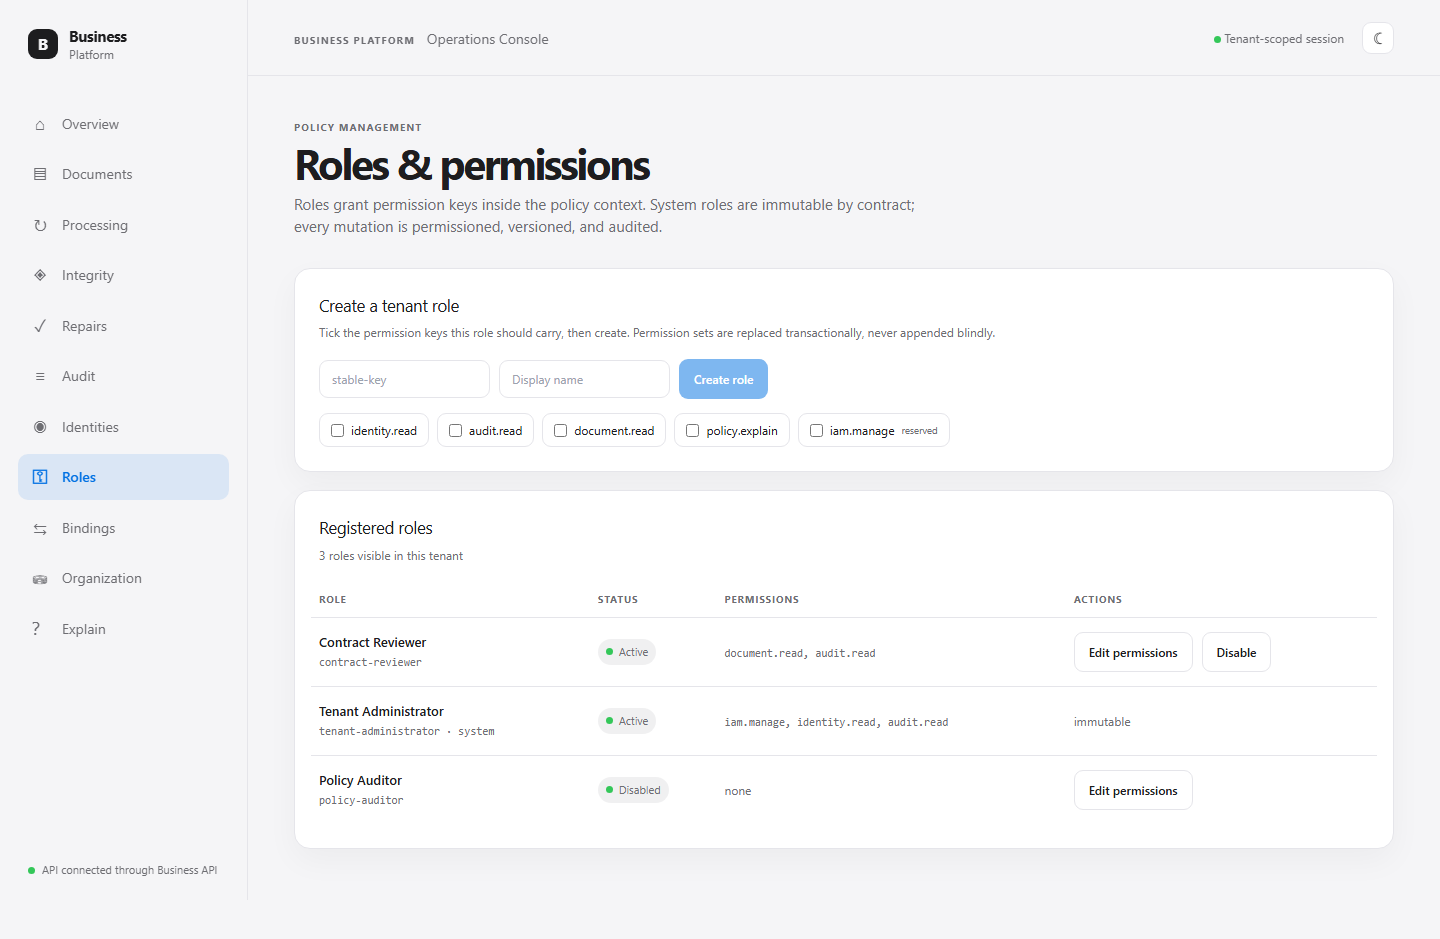 B
Business
Platform
BUSINESS PLATFORM Operations Console
Tenant-scoped session
Overview
Documents
Processing
Integrity
Repairs
Audit
Identities
Roles
Bindings
Organization
? Explain
API connected through Business API
POLICY MANAGEMENT
Roles & permissions
Roles grant permission keys inside the policy context. System roles are immutable by contract;
every mutation is permissioned, versioned, and audited.
Create a tenant role
Tick the permission keys this role should carry, then create. Permission sets are replaced transactionally, never appended blindly.
stable-key Display name Create role
identity.read audit.read document.read policy.explain iam.manage reserved
Registered roles
3 roles visible in this tenant
ROLE STATUS PERMISSIONS ACTIONS
Contract Reviewer
contract-reviewer
Active
document.read, audit.read
Edit permissions Disable
Tenant Administrator
tenant-administrator · system
Active
iam.manage, identity.read, audit.read
immutable
Policy Auditor
policy-auditor
Disabled
none
Edit permissions